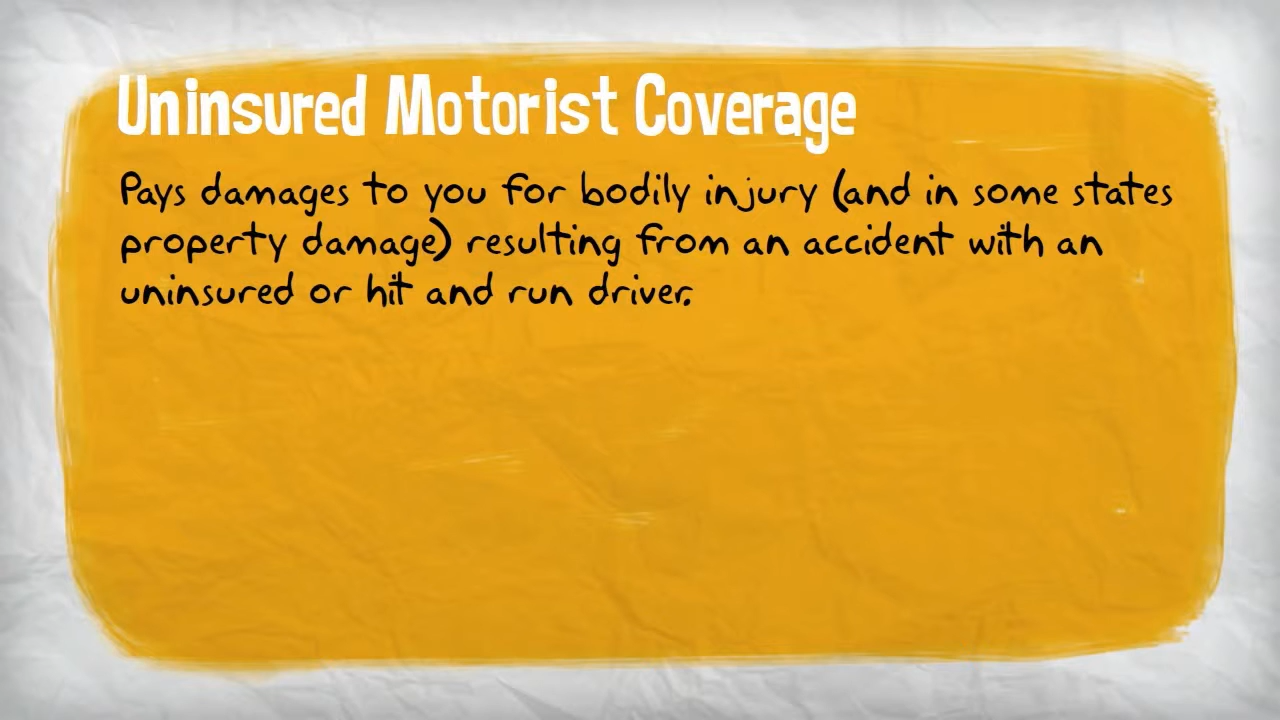 Uninsured Motorist Coverage
Pays damages to you for bodily injury (and in some states
property damage) resulting from an accident with an
uninsured or hit and run driver.